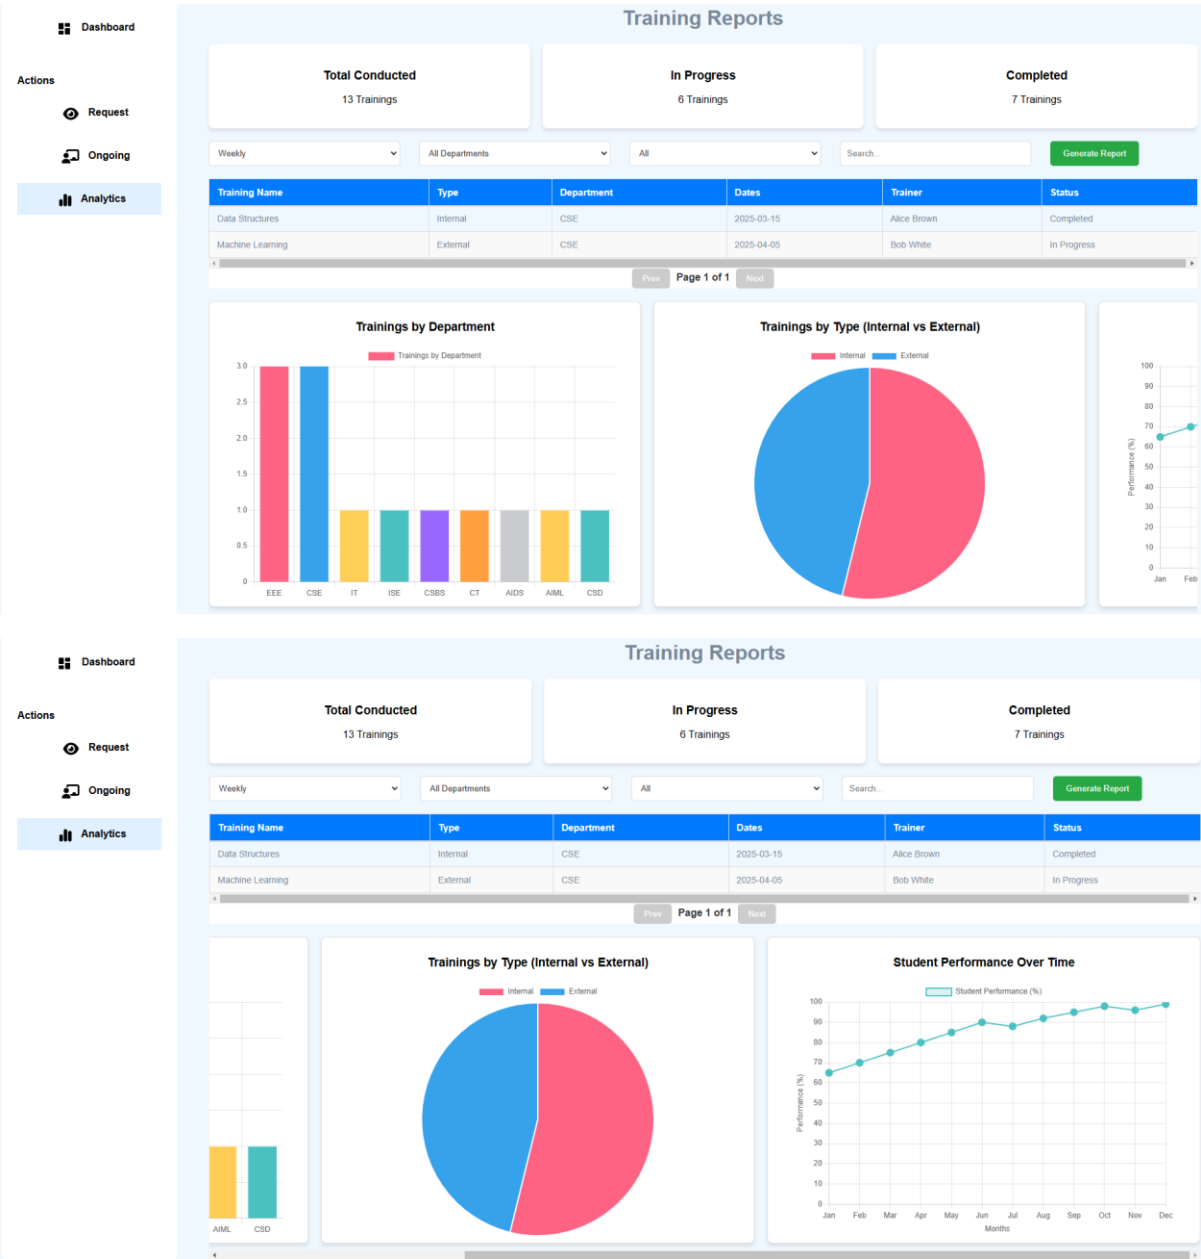 Dashboard
Actions
Request
Ongoing
Analytics
Training Reports
Total Conducted
13 Trainings
In Progress
6 Trainings
Completed
7 Trainings
Weekly
All Departments
All
Search...
Generate Report
Training Name Type Department Dates Trainer Status
Data Structures Internal CSE 2025-03-15 Alice Brown Completed
Machine Learning External CSE 2025-04-05 Bob White In Progress
Prev Page 1 of 1 Next
Trainings by Department
Trainings by Department
3.0
2.5
2.0
1.5
1.0
0.5
0
EEE CSE IT ISE CSBS CT AIDS AIML CSD
Trainings by Type (Internal vs External)
Internal External
Performance (%)
100
90
80
70
60
50
40
30
20
10
0
Jan Feb
Dashboard
Actions
Request
Ongoing
Analytics
Training Reports
Total Conducted
13 Trainings
In Progress
6 Trainings
Completed
7 Trainings
Weekly
All Departments
All
Search...
Generate Report
Training Name Type Department Dates Trainer Status
Data Structures Internal CSE 2025-03-15 Alice Brown Completed
Machine Learning External CSE 2025-04-05 Bob White In Progress
Prev Page 1 of 1 Next
AIML CSD
Trainings by Type (Internal vs External)
Internal External
Student Performance Over Time
Student Performance (%)
Performance (%)
100
90
80
70
60
50
40
30
20
10
0
Jan Feb Mar Apr May Jun Jul Aug Sep Oct Nov Dec
Months